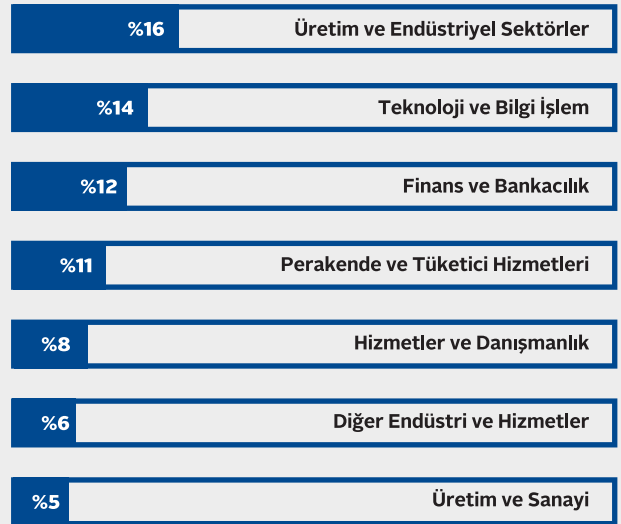 %16 Üretim ve Endüstriyel Sektörler
%14 Teknoloji ve Bilgi İşlem
%12 Finans ve Bankacılık
%11 Perakende ve Tüketici Hizmetleri
%8 Hizmetler ve Danışmanlık
%6 Diğer Endüstri ve Hizmetler
%5 Üretim ve Sanayi